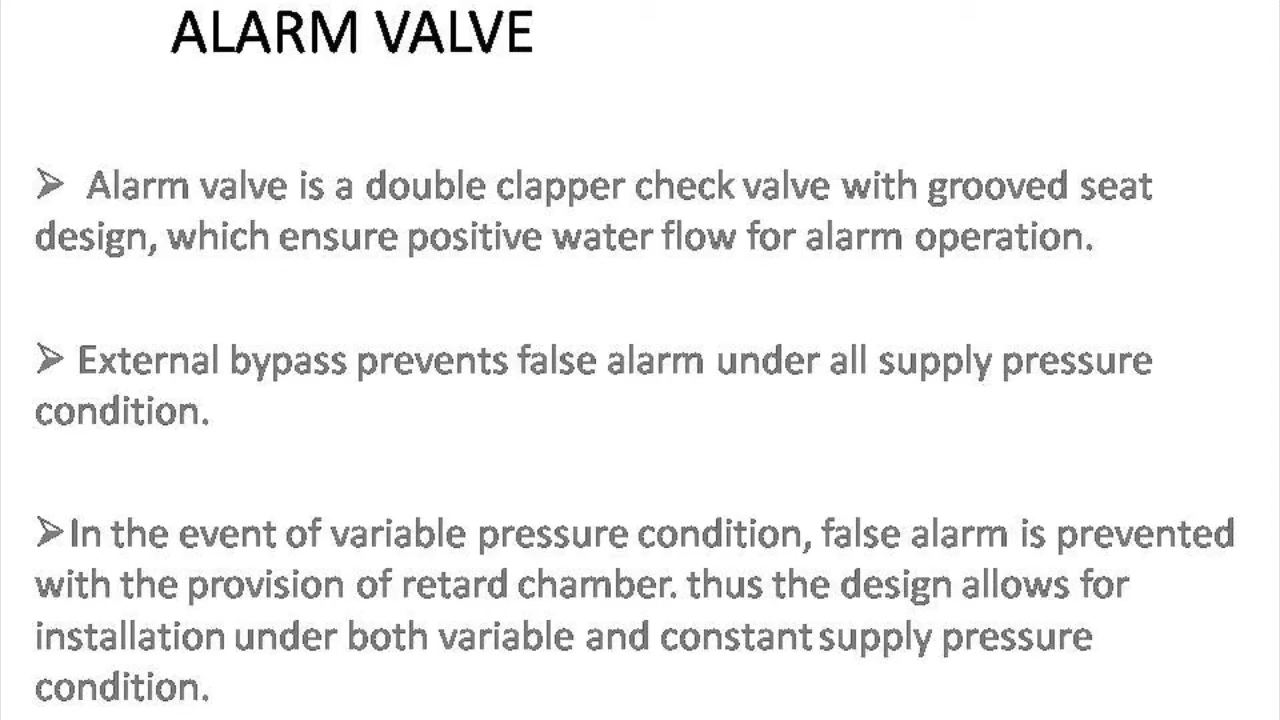 ALARM VALVE
➢ Alarm valve is a double clapper check valve with grooved seat
design, which ensure positive water flow for alarm operation.
➢ External bypass prevents false alarm under all supply pressure
condition.
➢In the event of variable pressure condition, false alarm is prevented
with the provision of retard chamber. thus the design allows for
installation under both variable and constant supply pressure
condition.